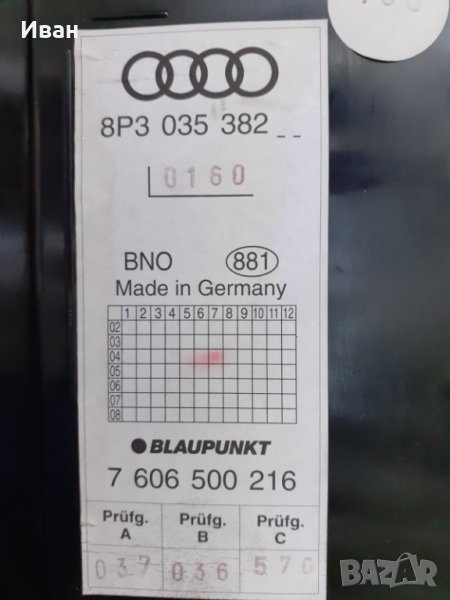 Иван
8P3 035 382 _ _
0160
BNO 881
Made in Germany
1 2 3 4 5 6 7 8 9 10 11 12
02
03
04
05
06
07
08
BLAUPUNKT
7 606 500 216
Prüfg. A Prüfg. B Prüfg. C
037 036 570
BAZAR